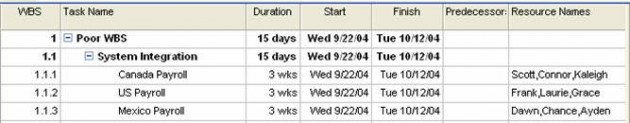 WBS Task Name Duration Start Finish Predecessors Resource Names
1 Poor WBS 15 days Wed 9/22/04 Tue 10/12/04
1.1 System Integration 15 days Wed 9/22/04 Tue 10/12/04
1.1.1 Canada Payroll 3 wks Wed 9/22/04 Tue 10/12/04 Scott,Connor,Kaleigh
1.1.2 US Payroll 3 wks Wed 9/22/04 Tue 10/12/04 Frank,Laurie,Grace
1.1.3 Mexico Payroll 3 wks Wed 9/22/04 Tue 10/12/04 Dawn,Chance,Ayden